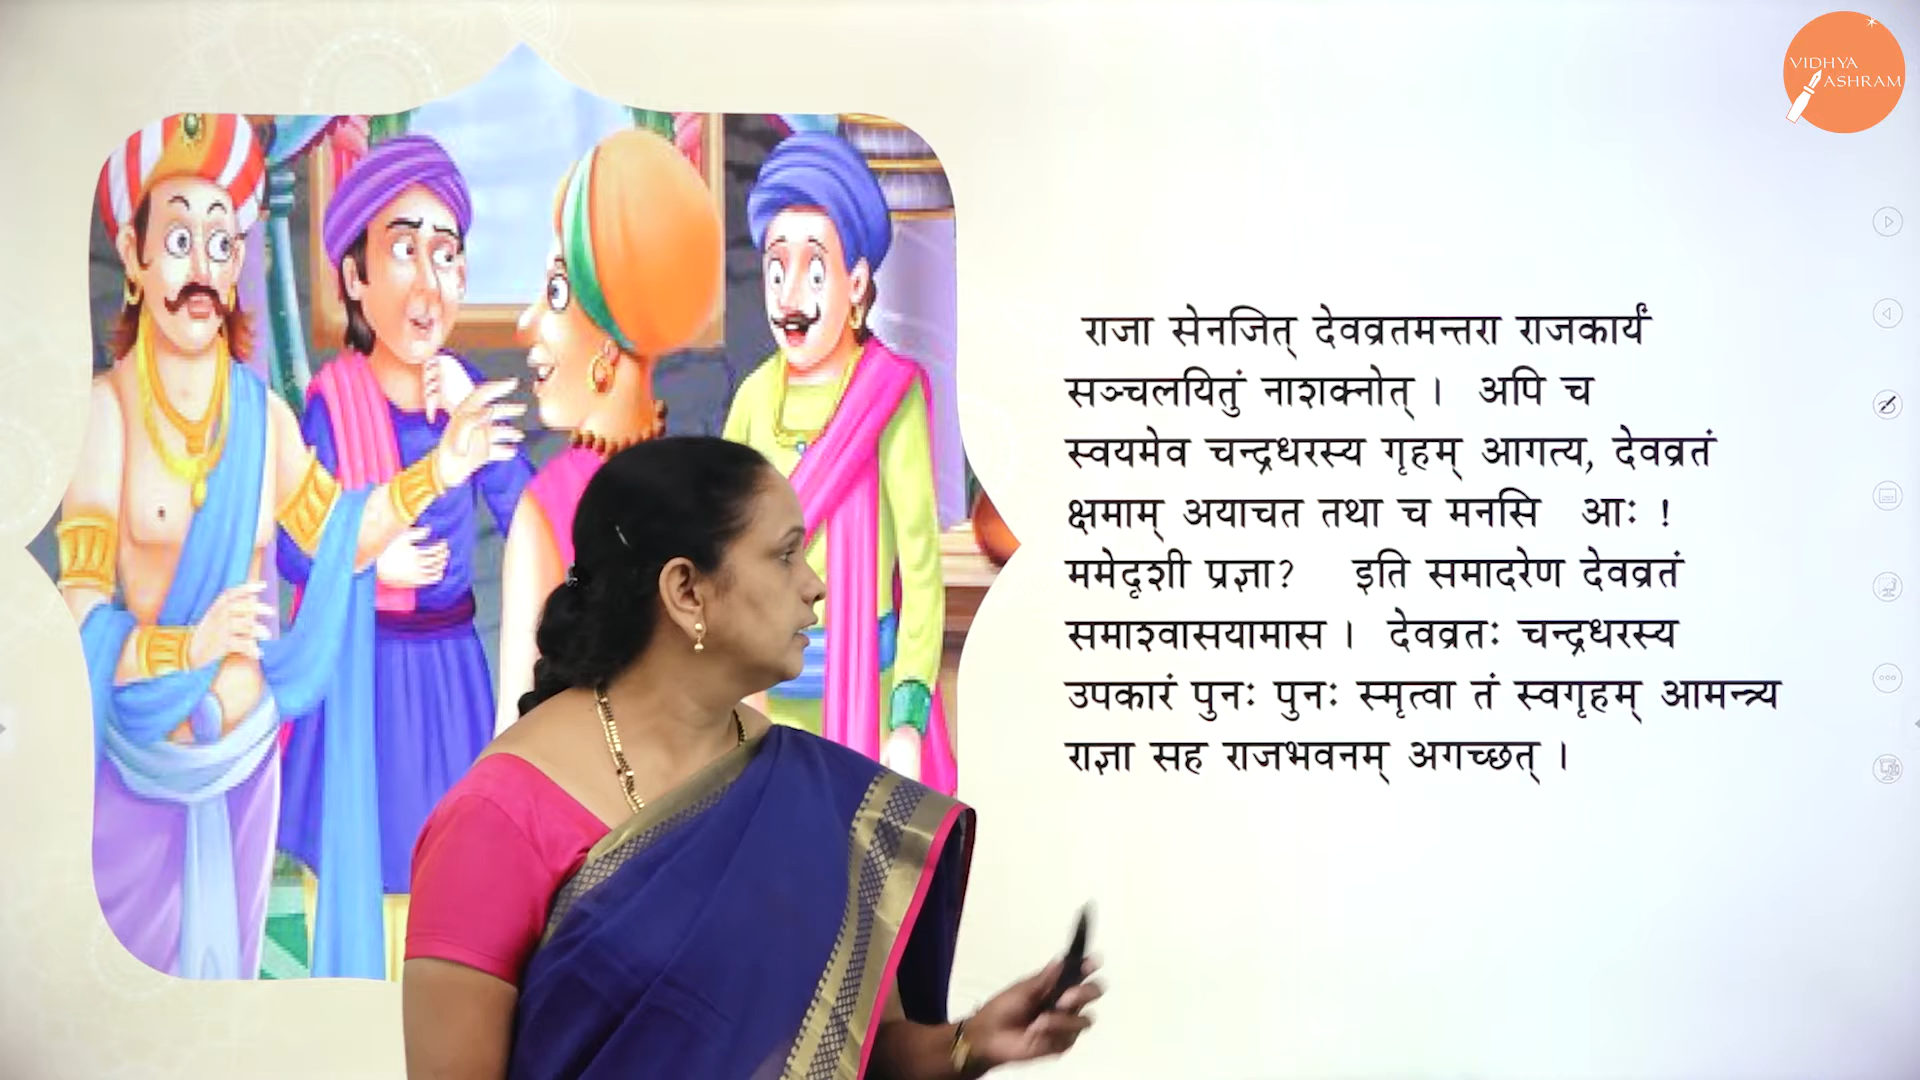 VIDHYA
ASHRAM
राजा सेनजित् देवव्रतमन्तरा राजकार्यं
सञ्चलयितुं नाशक्नोत् । अपि च
स्वयमेव चन्द्रधरस्य गृहम् आगत्य, देवव्रतं
क्षमाम् अयाचत तथा च मनसि आः !
ममेदृशी प्रज्ञा? इति समादरेण देवव्रतं
समाश्वासयामास । देवव्रतः चन्द्रधरस्य
उपकारं पुनः पुनः स्मृत्वा तं स्वगृहम् आमन्त्र्य
राज्ञा सह राजभवनम् अगच्छत् ।